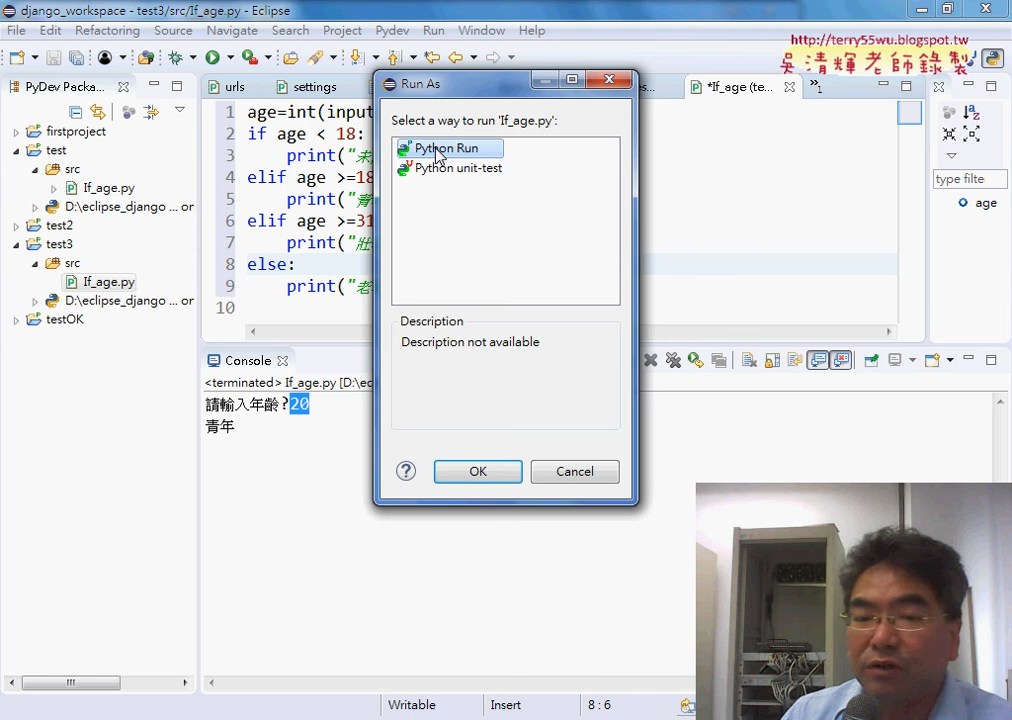 django_workspace - test3/src/If_age.py - Eclipse
File Edit Refactoring Source Navigate Search Project Pydev Run Window Help
http://terry55wu.blogspot.tw
吳清輝老師錄製
PyDev Packa...
urls
settings
s...
*If_age (te...
»1
firstproject
test
src
If_age.py
D:\eclipse_django ... or
test2
test3
src
If_age.py
D:\eclipse_django ... or
testOK
1 age=int(input
2 if age < 18:
3 print("未
4 elif age >=18
5 print("青
6 elif age >=31
7 print("壯
8 else:
9 print("老
10
type filte
age
Run As
Select a way to run 'If_age.py':
Python Run
Python unit-test
Description
Description not available
OK
Cancel
Console
<terminated> If_age.py [D:\ec
請輸入年齡?20
青年
Writable
Insert
8 : 6